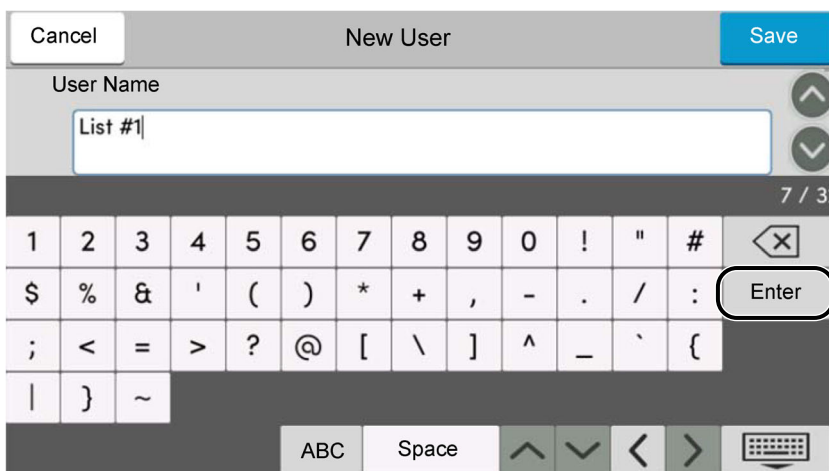 Cancel New User Save
User Name
List #1
7 / 3
1 2 3 4 5 6 7 8 9 0 ! " #
$ % & ' ( ) * + , - . / : Enter
; < = > ? @ [ \ ] ^ _ ` {
| } ~
ABC Space